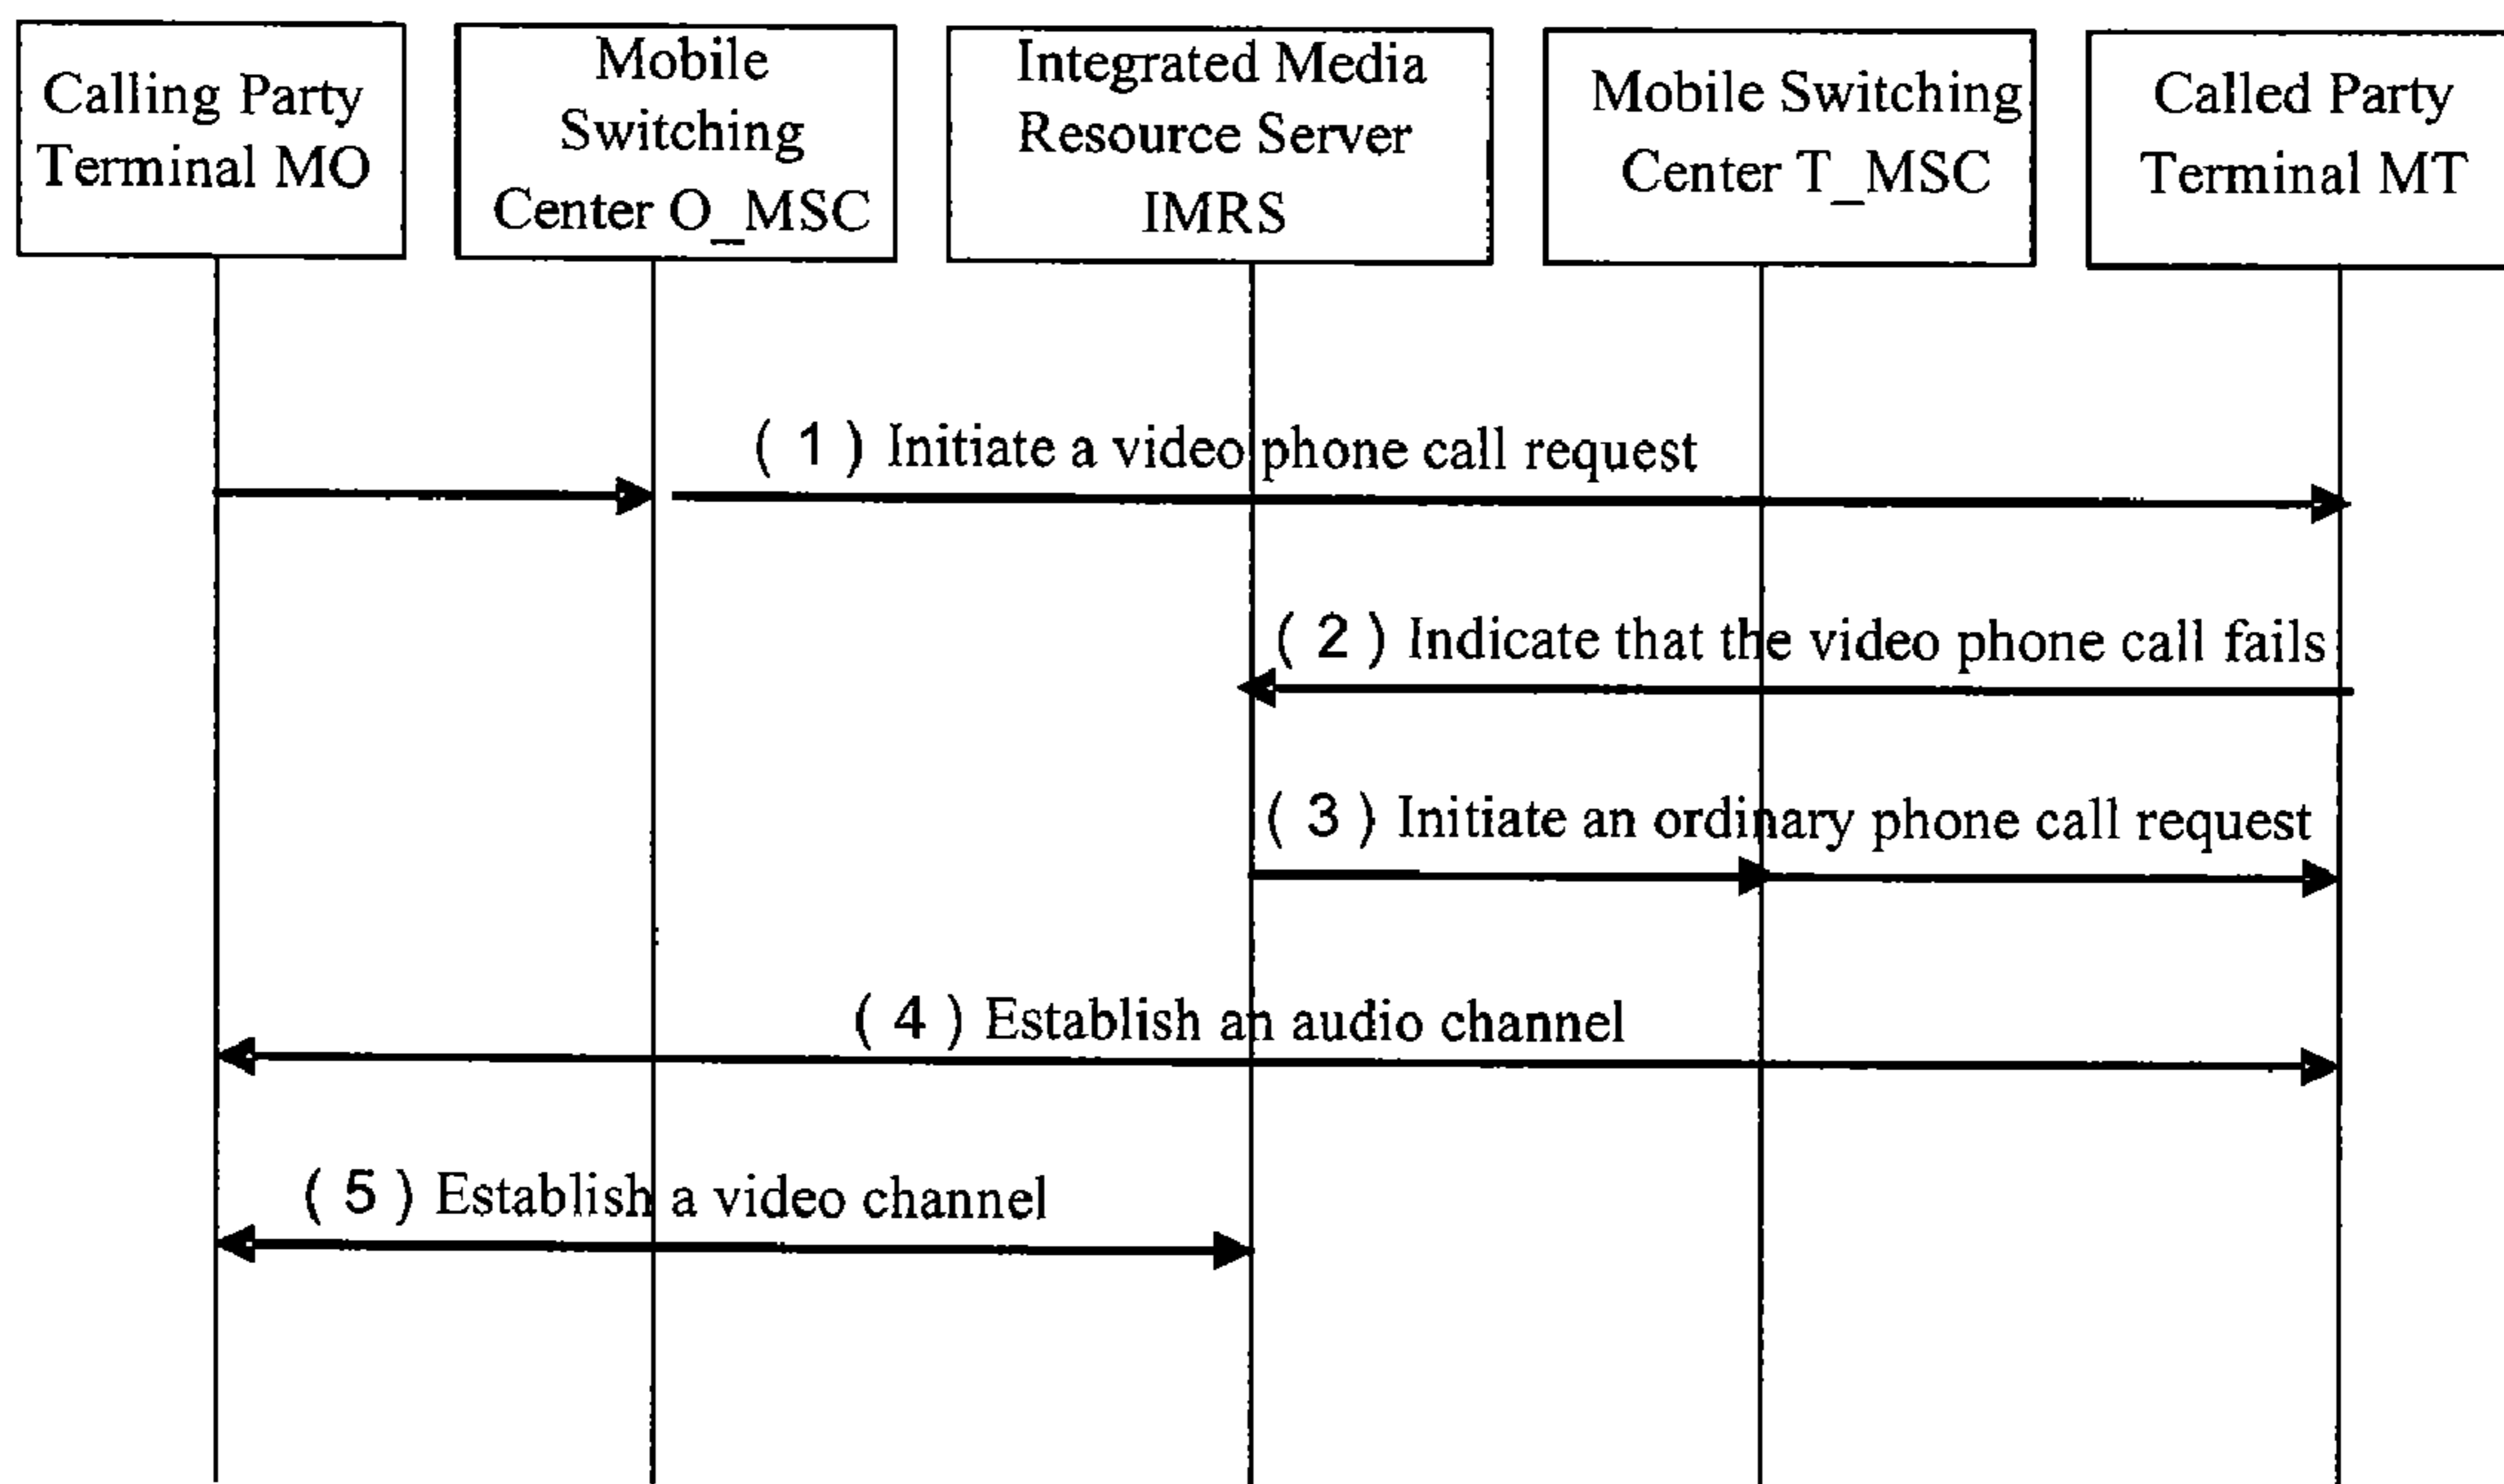 Calling Party
Terminal MO
Mobile
Switching
Center O_MSC
Integrated Media
Resource Server
IMRS
Mobile Switching
Center T_MSC
Called Party
Terminal MT
( 1 ) Initiate a video phone call request
( 2 ) Indicate that the video phone call fails
( 3 ) Initiate an ordinary phone call request
( 4 ) Establish an audio channel
( 5 ) Establish a video channel